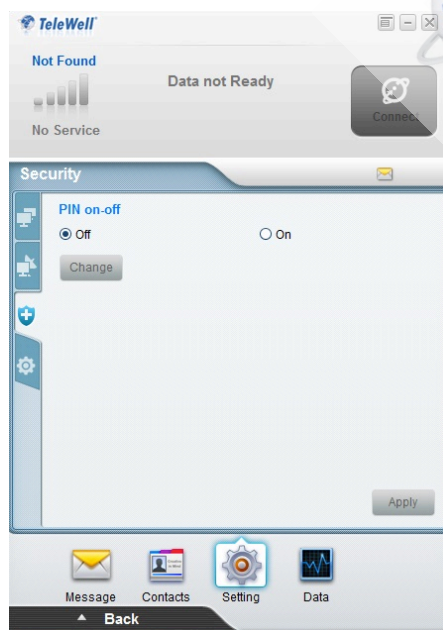 TeleWell
Not Found
Data not Ready
Connect
No Service
Security
PIN on-off
Off On
Change
Apply
Message Contacts Setting Data
Back